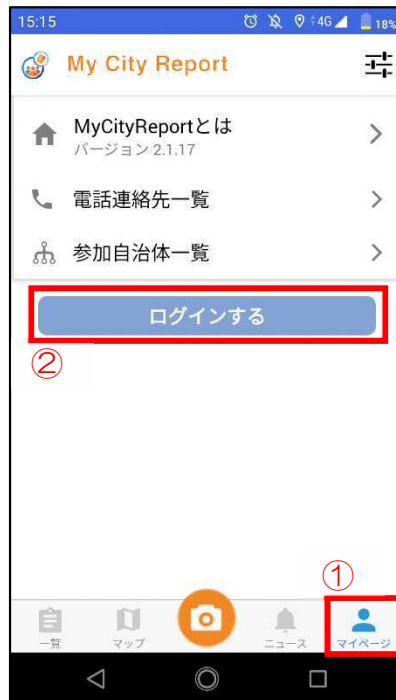 15:15 4G 18%
My City Report
MyCityReportとは
バージョン 2.1.17
電話連絡先一覧
参加自治体一覧
ログインする
②
①
一覧 マップ ニュース マイページ